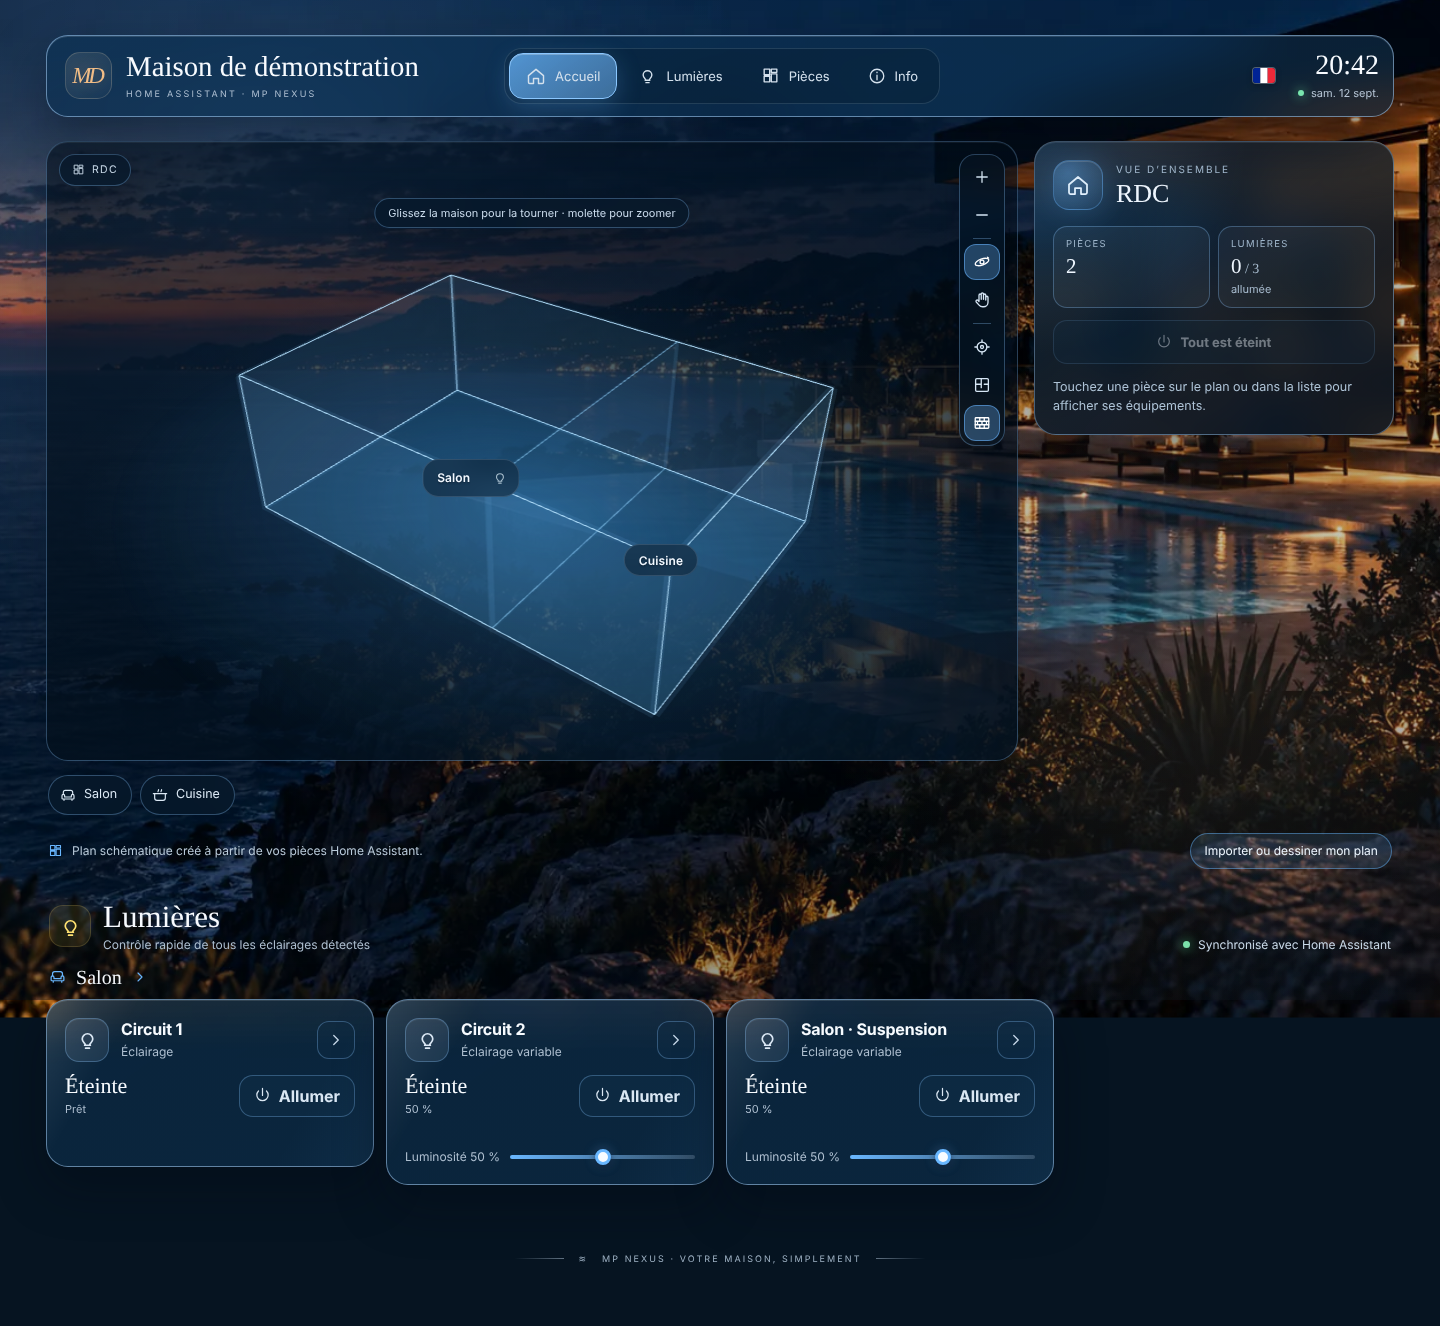 MD
Maison de démonstration
HOME ASSISTANT · MP NEXUS
Accueil
Lumières
Pièces
Info
20:42
sam. 12 sept.
RDC
Glissez la maison pour la tourner · molette pour zoomer
Salon
Cuisine
VUE D'ENSEMBLE
RDC
PIÈCES
2
LUMIÈRES
0 / 3
allumée
Tout est éteint
Touchez une pièce sur le plan ou dans la liste pour
afficher ses équipements.
Salon
Cuisine
Plan schématique créé à partir de vos pièces Home Assistant.
Importer ou dessiner mon plan
Lumières
Contrôle rapide de tous les éclairages détectés
Synchronisé avec Home Assistant
Salon
Circuit 1
Éclairage
Éteinte
Prêt
Allumer
Circuit 2
Éclairage variable
Éteinte
50 %
Allumer
Luminosité 50 %
Salon · Suspension
Éclairage variable
Éteinte
50 %
Allumer
Luminosité 50 %
≋ MP NEXUS · VOTRE MAISON, SIMPLEMENT